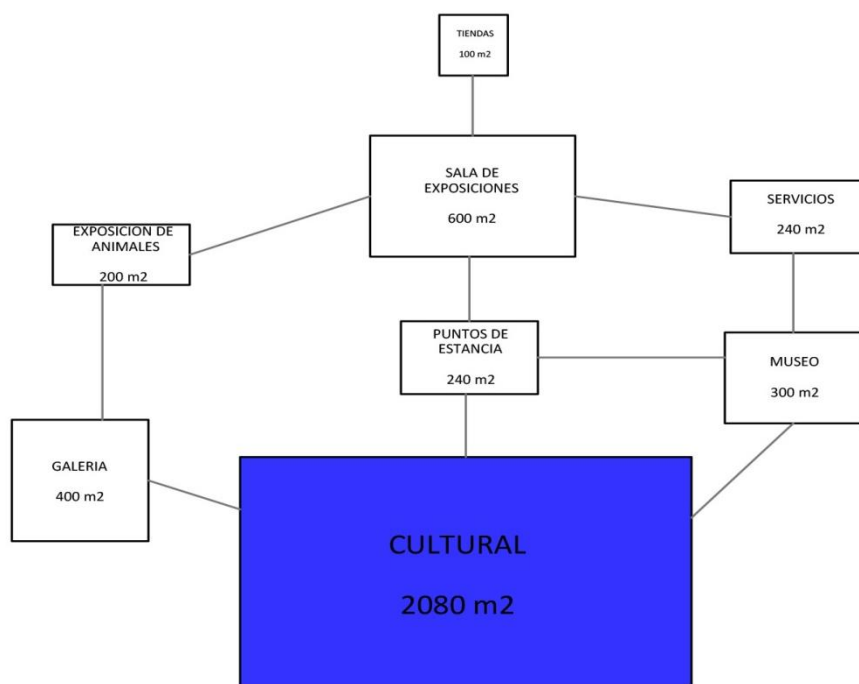 TIENDAS
100 m2
SALA DE
EXPOSICIONES
600 m2
SERVICIOS
240 m2
EXPOSICION DE
ANIMALES
200 m2
PUNTOS DE
ESTANCIA
240 m2
MUSEO
300 m2
GALERIA
400 m2
CULTURAL
2080 m2